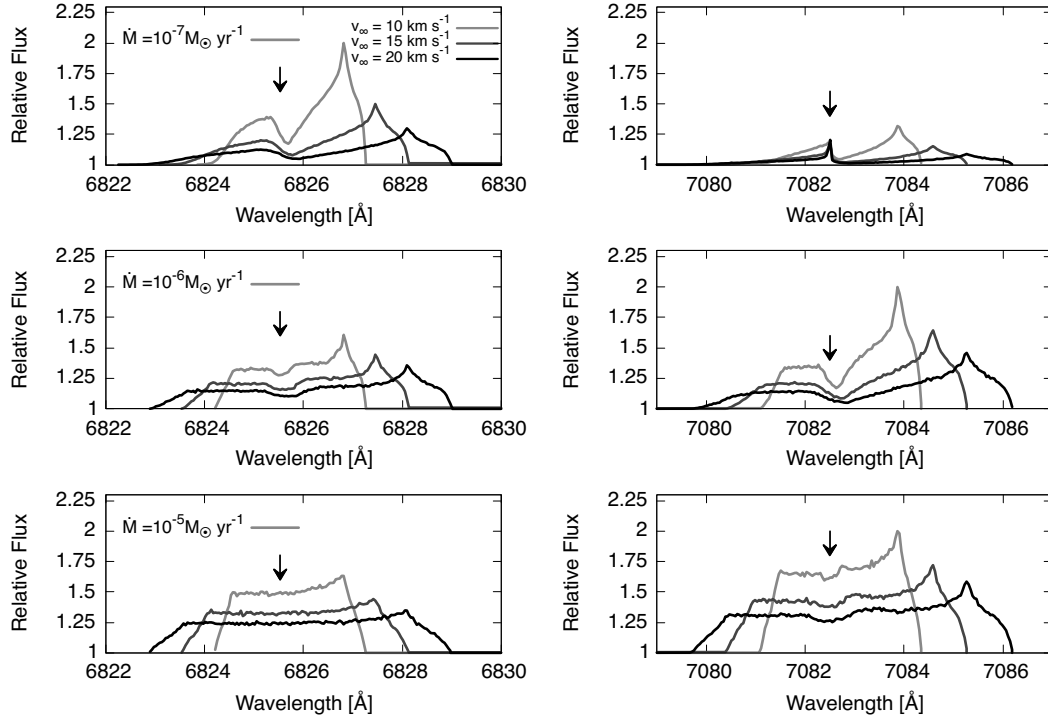 Relative Flux
2.25
2
1.75
1.5
1.25
1
Ṁ =10⁻⁷M☉ yr⁻¹
v∞ = 10 km s⁻¹
v∞ = 15 km s⁻¹
v∞ = 20 km s⁻¹
6822 6824 6826 6828 6830
Wavelength [Å]
Relative Flux
2.25
2
1.75
1.5
1.25
1
7080 7082 7084 7086
Wavelength [Å]
Relative Flux
2.25
2
1.75
1.5
1.25
1
Ṁ =10⁻⁶M☉ yr⁻¹
6822 6824 6826 6828 6830
Wavelength [Å]
Relative Flux
2.25
2
1.75
1.5
1.25
1
7080 7082 7084 7086
Wavelength [Å]
Relative Flux
2.25
2
1.75
1.5
1.25
1
Ṁ =10⁻⁵M☉ yr⁻¹
6822 6824 6826 6828 6830
Wavelength [Å]
Relative Flux
2.25
2
1.75
1.5
1.25
1
7080 7082 7084 7086
Wavelength [Å]